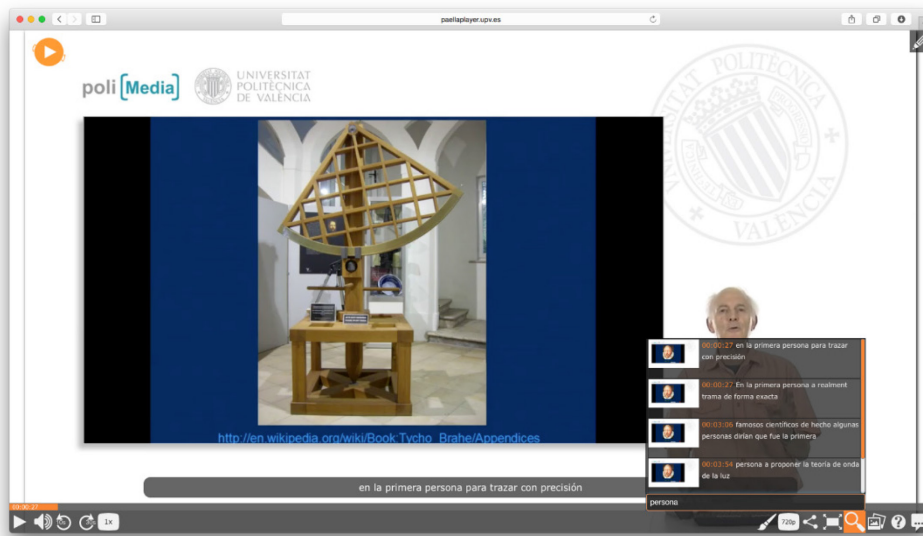 paellaplayer.upv.es
poli[Media]
UNIVERSITAT
POLITÈCNICA
DE VALÈNCIA
UNIVERSITAT POLITÈCNICA
VALÈNCIA
http://en.wikipedia.org/wiki/Book:Tycho_Brahe/Appendices
00:00:27 en la primera persona para trazar
con precisión
00:00:27 En la primera persona a realment
trama de forma exacta
00:03:06 famosos científicos de hecho algunas
personas dirían que fue la primera
00:03:54 persona a proponer la teoría de onda
de la luz
persona
en la primera persona para trazar con precisión
00:00:27
1x
720p